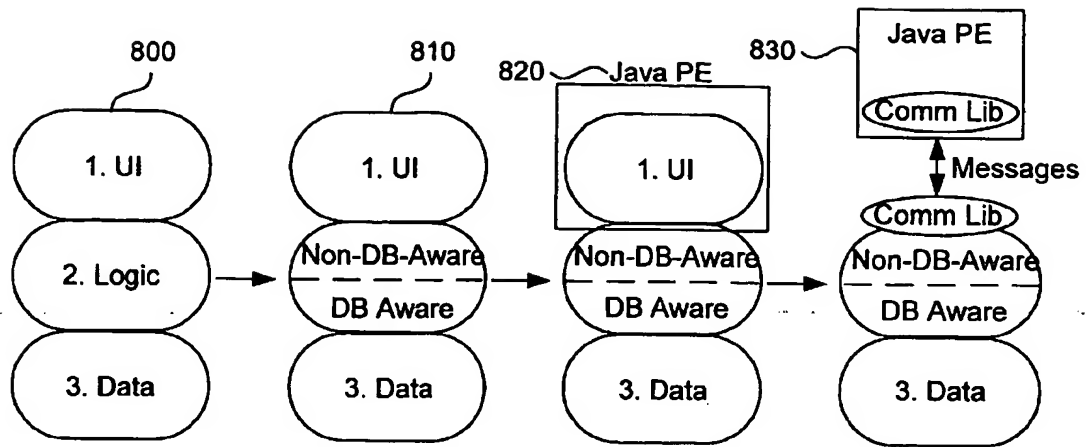 800
1. UI
2. Logic
3. Data
810
1. UI
Non-DB-Aware
DB Aware
3. Data
820
Java PE
1. UI
Non-DB-Aware
DB Aware
3. Data
830
Java PE
Comm Lib
Messages
Comm Lib
Non-DB-Aware
DB Aware
3. Data